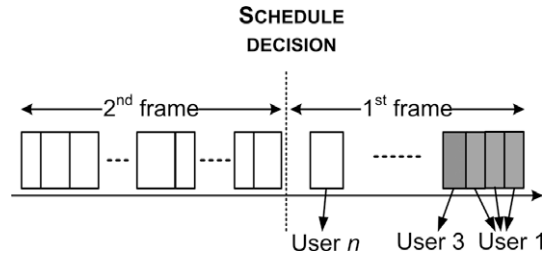 SCHEDULE
DECISION
2nd frame
1st frame
User n
User 3
User 1